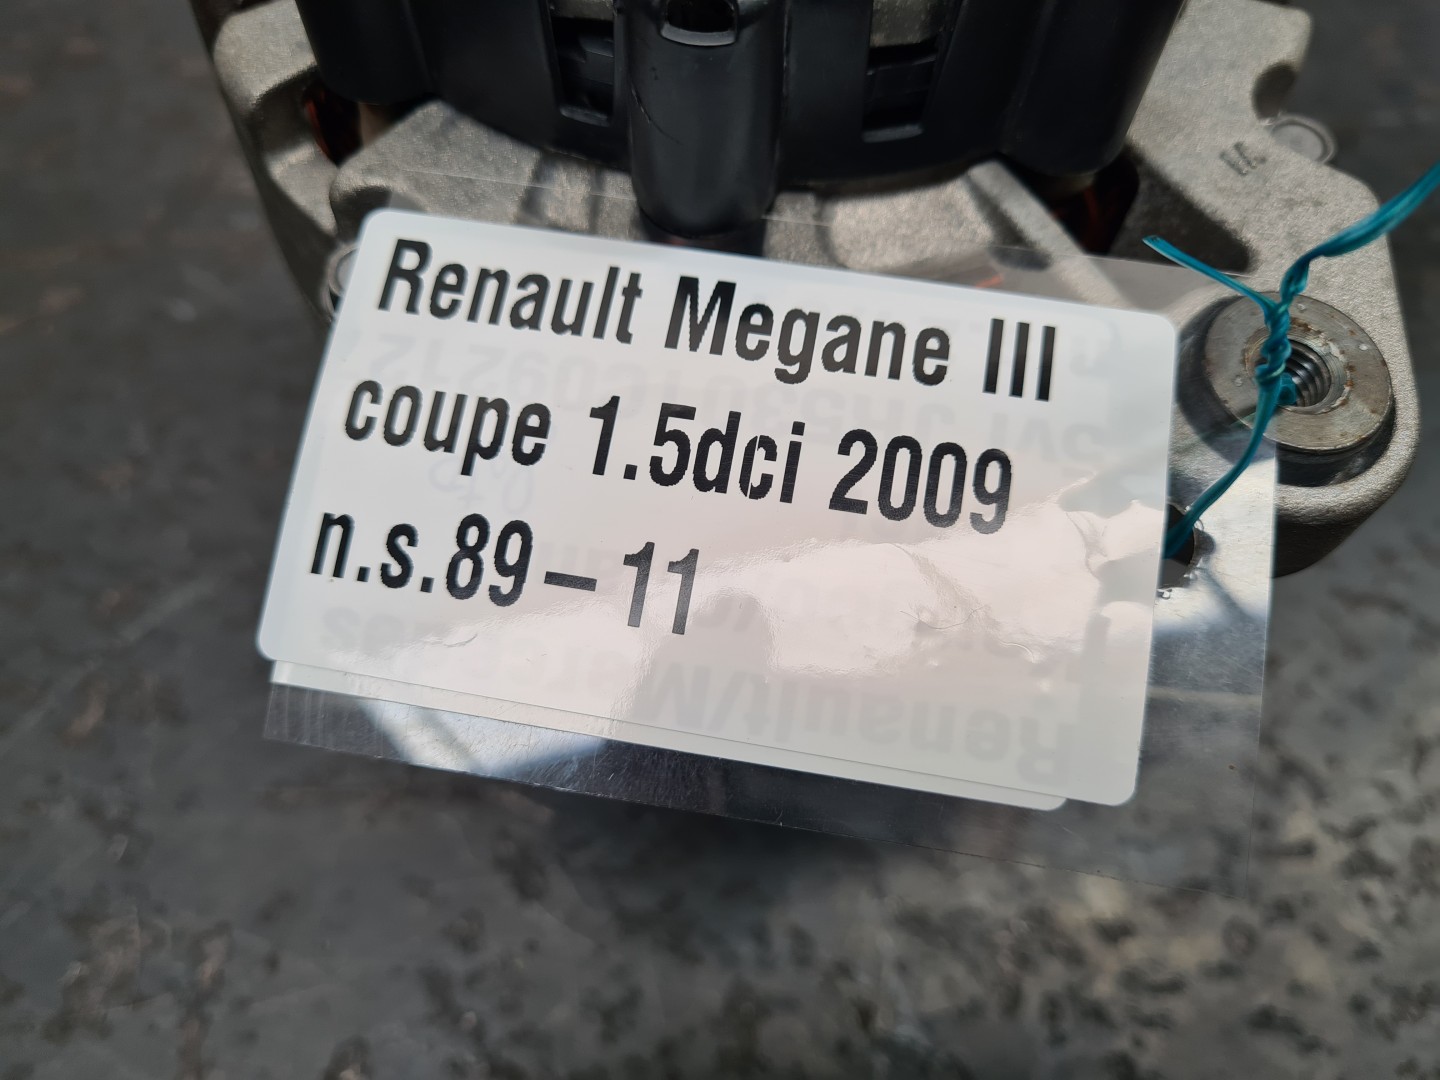 Renault Megane III
coupe 1.5dci 2009
n.s.89-11